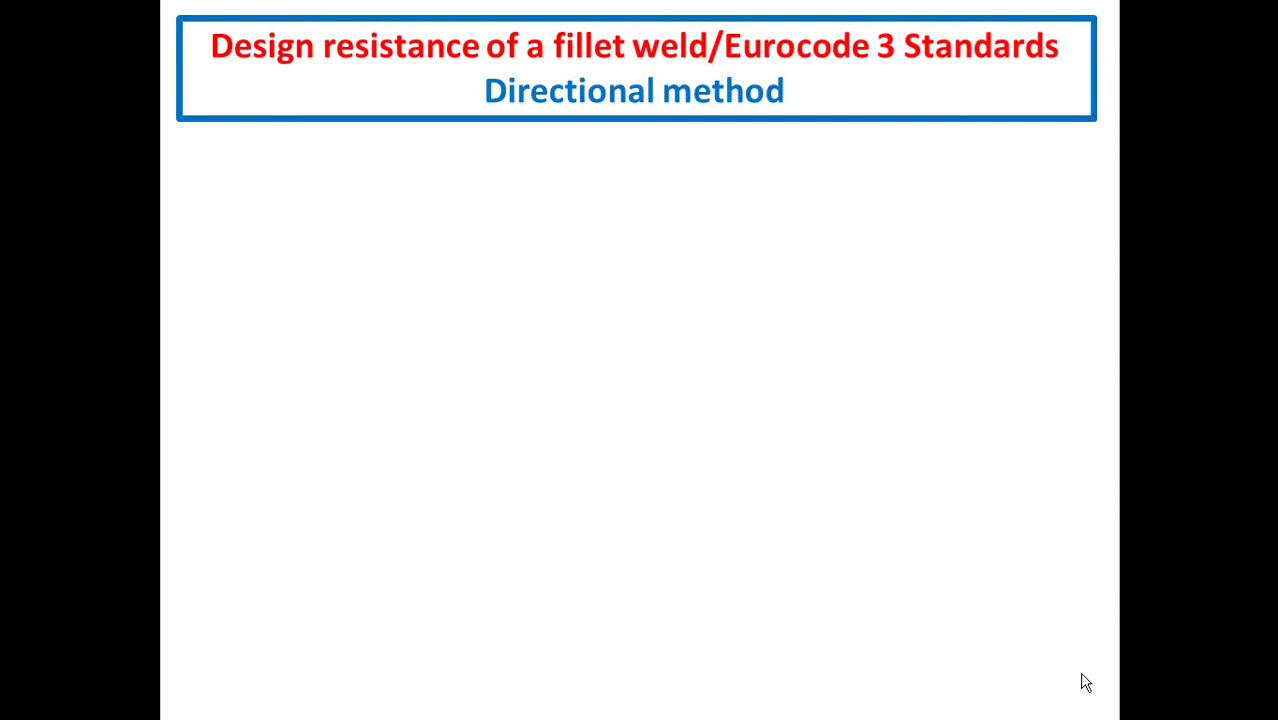 Design resistance of a fillet weld/Eurocode 3 Standards
Directional method